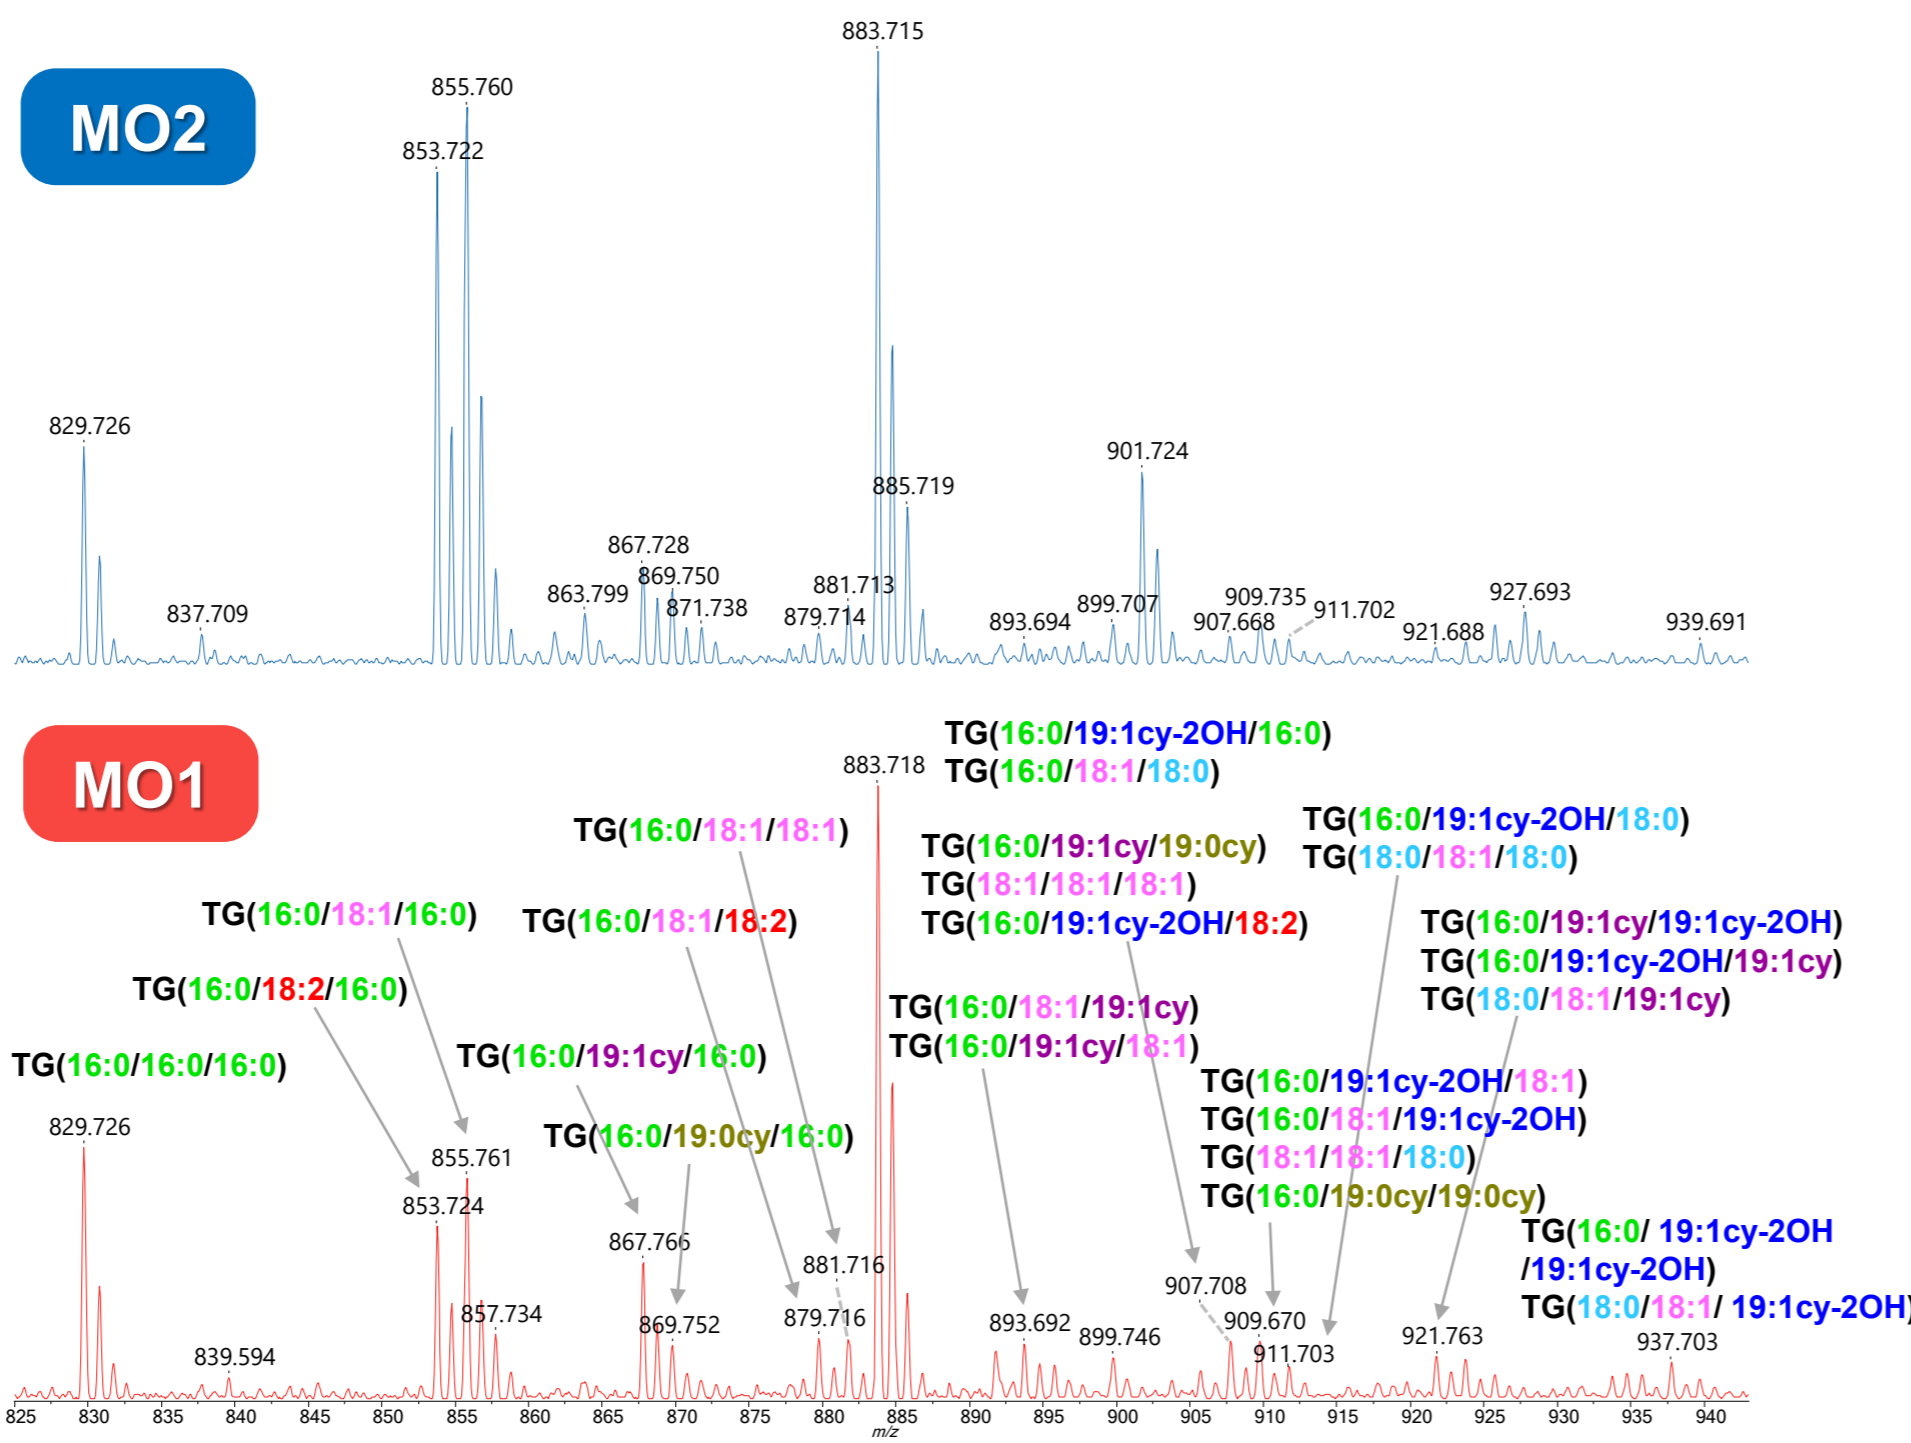 883.715
MO2
855.760
853.722
829.726
901.724
885.719
867.728
869.750
871.738
863.799
837.709
881.713
879.714
899.707
893.694
909.735
907.668
911.702
927.693
921.688
939.691
MO1
TG(16:0/19:1cy-2OH/16:0)
TG(16:0/18:1/18:0)
883.718
TG(16:0/18:1/18:1)
TG(16:0/19:1cy/19:0cy)
TG(18:1/18:1/18:1)
TG(16:0/19:1cy-2OH/18:2)
TG(16:0/19:1cy-2OH/18:0)
TG(18:0/18:1/18:0)
TG(16:0/18:1/16:0)
TG(16:0/18:1/18:2)
TG(16:0/19:1cy/19:1cy-2OH)
TG(16:0/19:1cy-2OH/19:1cy)
TG(18:0/18:1/19:1cy)
TG(16:0/18:2/16:0)
TG(16:0/18:1/19:1cy)
TG(16:0/19:1cy/18:1)
TG(16:0/16:0/16:0)
TG(16:0/19:1cy/16:0)
TG(16:0/19:0cy/16:0)
TG(16:0/19:1cy-2OH/18:1)
TG(16:0/18:1/19:1cy-2OH)
TG(18:1/18:1/18:0)
TG(16:0/19:0cy/19:0cy)
TG(16:0/ 19:1cy-2OH
/19:1cy-2OH)
TG(18:0/18:1/ 19:1cy-2OH)
829.726
855.761
853.724
867.766
881.716
857.734
869.752
879.716
839.594
893.692
899.746
907.708
909.670
911.703
921.763
937.703
825 830 835 840 845 850 855 860 865 870 875 880 885 890 895 900 905 910 915 920 925 930 935 940
m/z